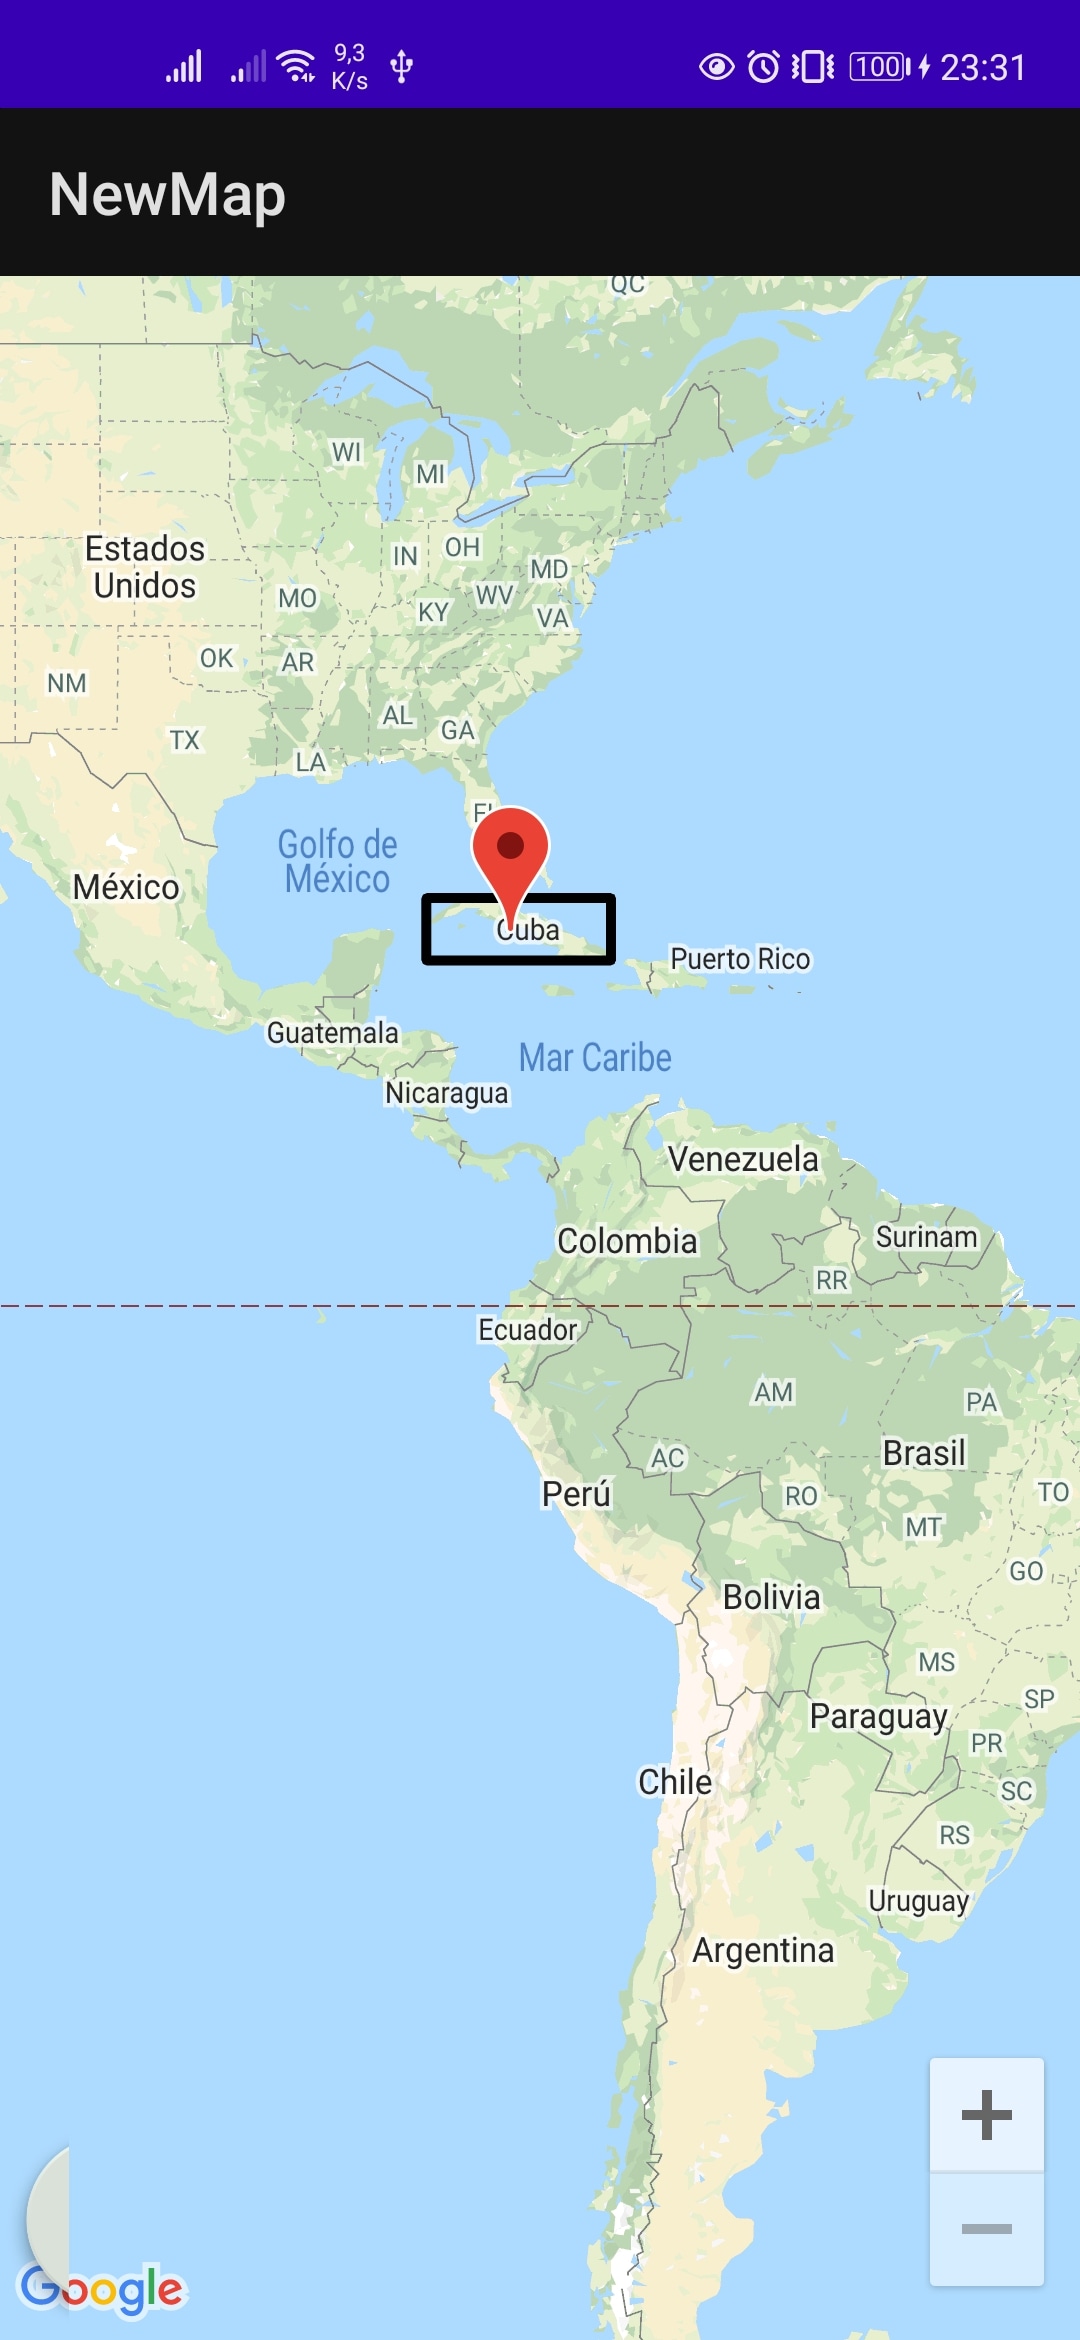 9,3
K/s
100
23:31
NewMap
QC
WI
MI
Estados
Unidos
IN
OH
MD
MO
KY
WV
VA
NM
OK
AR
TX
AL
GA
LA
Golfo de
México
México
Cuba
Puerto Rico
Guatemala
Mar Caribe
Nicaragua
Venezuela
Colombia
Surinam
RR
Ecuador
AM
PA
Brasil
AC
Perú
RO
TO
MT
GO
Bolivia
MS
SP
Paraguay
PR
Chile
SC
RS
Uruguay
Argentina
Google